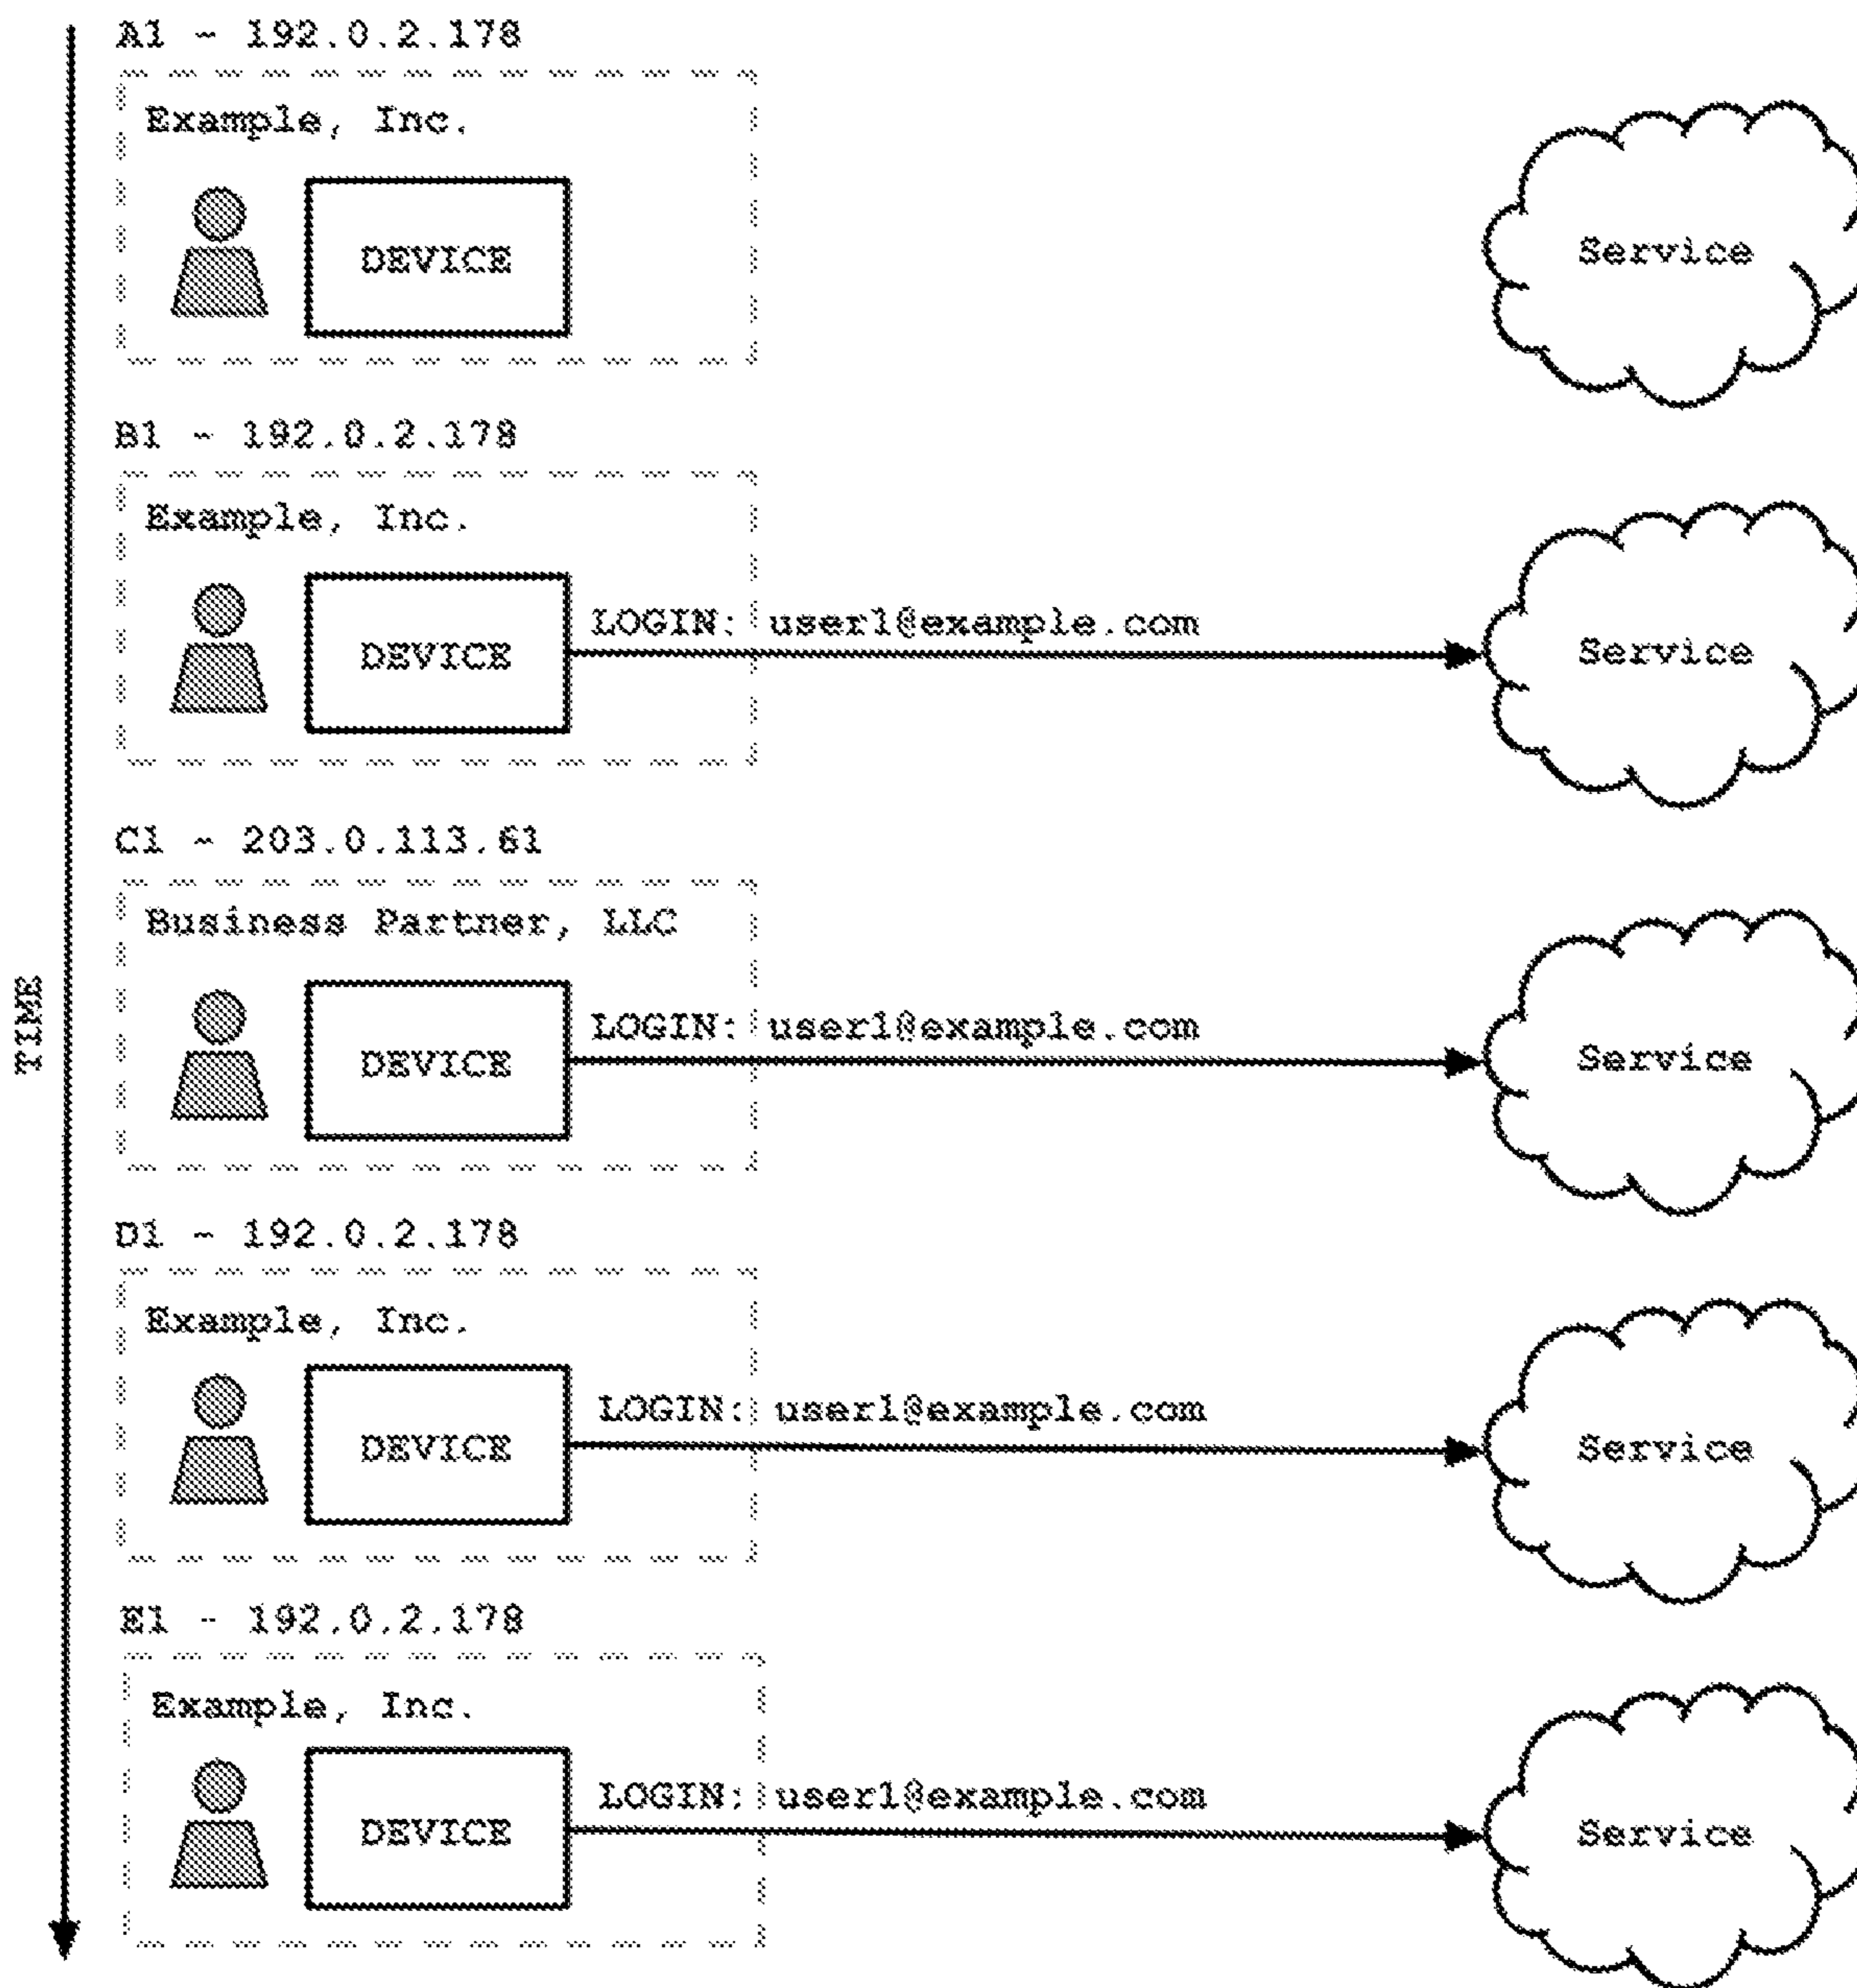 A1 - 192.0.2.178
Example, Inc.
DEVICE
Service
B1 - 192.0.2.178
Example, Inc.
LOGIN: user1@example.com
DEVICE
Service
C1 - 203.0.113.61
Business Partner, LLC
LOGIN: user1@example.com
DEVICE
Service
TIME
D1 - 192.0.2.178
Example, Inc.
LOGIN: user1@example.com
DEVICE
Service
E1 - 192.0.2.178
Example, Inc.
LOGIN: user1@example.com
DEVICE
Service